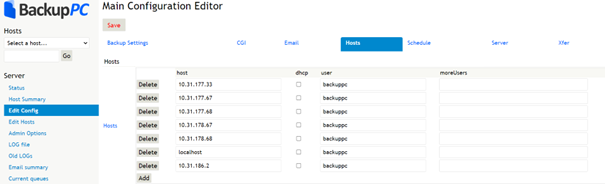 BackupPC
Hosts
Select a host...
Go
Server
Status
Host Summary
Edit Config
Edit Hosts
Admin Options
LOG file
Old LOGs
Email summary
Current queues
Main Configuration Editor
Save
Backup Settings CGI Email Hosts Schedule Server Xfer
Hosts
host dhcp user moreUsers
Delete 10.31.177.33 backuppc
Delete 10.31.177.67 backuppc
Delete 10.31.177.68 backuppc
Hosts Delete 10.31.178.67 backuppc
Delete 10.31.178.68 backuppc
Delete localhost backuppc
Delete 10.31.186.2 backuppc
Add